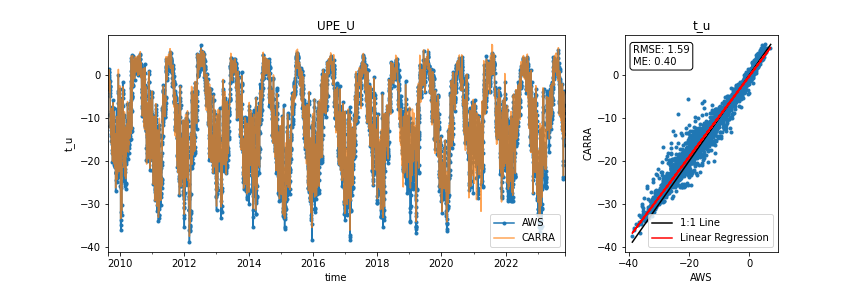 UPE_U
t_u
0
−10
−20
−30
−40
2010
2012
2014
2016
2018
2020
2022
time
AWS
CARRA
t_u
CARRA
0
−10
−20
−30
−40
RMSE: 1.59
ME: 0.40
1:1 Line
Linear Regression
−40
−20
0
AWS